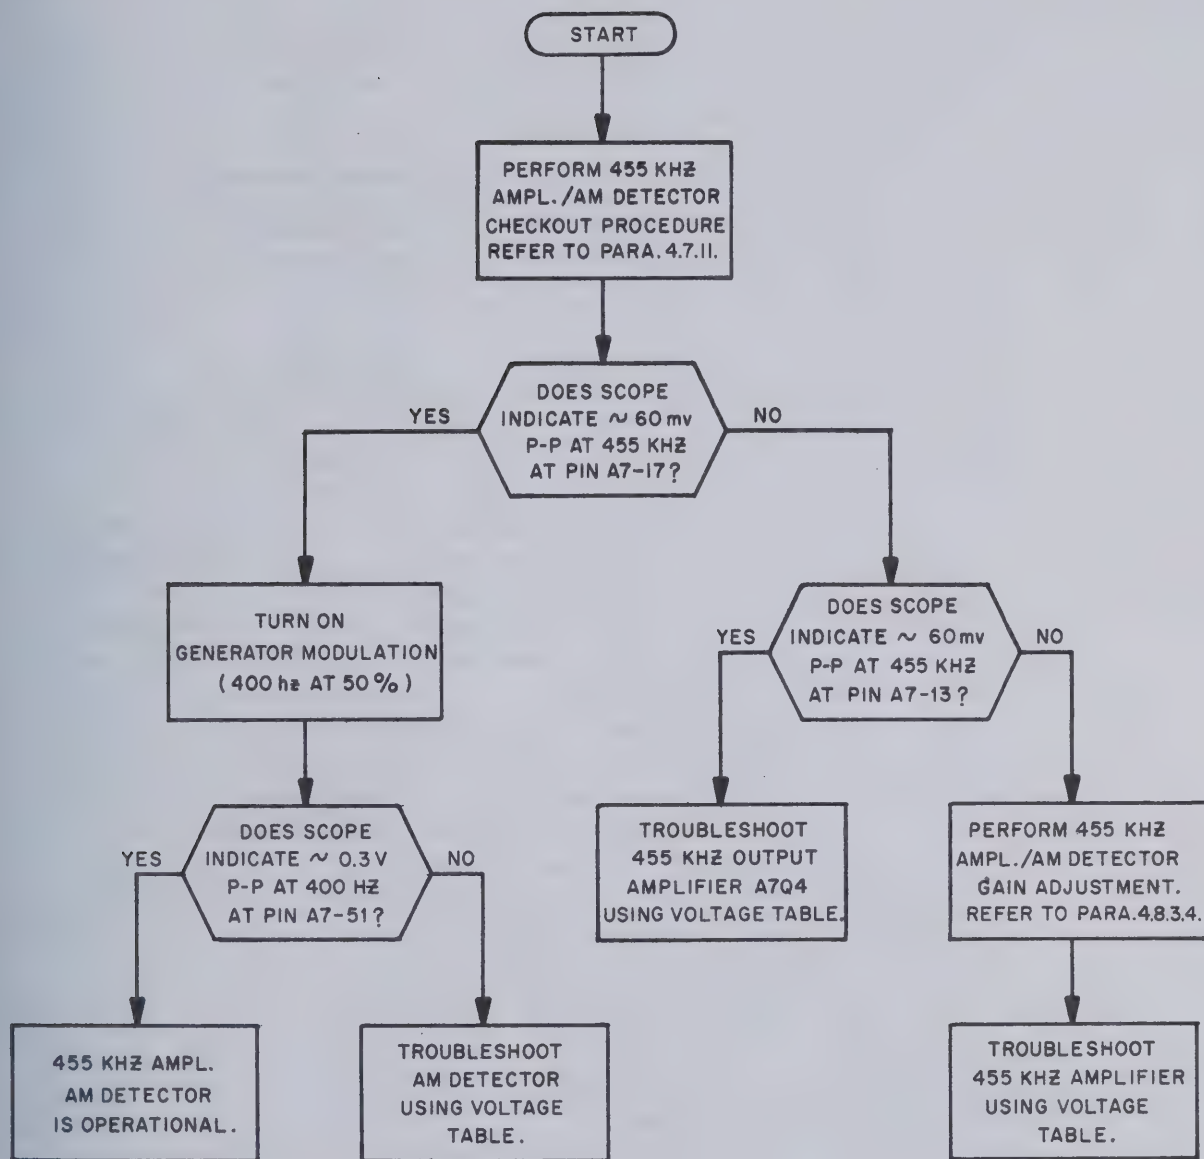 START
PERFORM 455 KHZ
AMPL./AM DETECTOR
CHECKOUT PROCEDURE
REFER TO PARA.4.7.11.
DOES SCOPE
INDICATE ~ 60mv
P-P AT 455 KHZ
AT PIN A7-17?
YES
NO
TURN ON
GENERATOR MODULATION
(400 hz AT 50%)
DOES SCOPE
INDICATE ~ 60mv
P-P AT 455 KHZ
AT PIN A7-13?
YES
NO
DOES SCOPE
INDICATE ~ 0.3V
P-P AT 400 HZ
AT PIN A7-51?
YES
NO
TROUBLESHOOT
455 KHZ OUTPUT
AMPLIFIER A7Q4
USING VOLTAGE TABLE.
PERFORM 455 KHZ
AMPL./AM DETECTOR
GAIN ADJUSTMENT.
REFER TO PARA.4.8.3.4.
455 KHZ AMPL.
AM DETECTOR
IS OPERATIONAL.
TROUBLESHOOT
AM DETECTOR
USING VOLTAGE
TABLE.
TROUBLESHOOT
455 KHZ AMPLIFIER
USING VOLTAGE
TABLE.